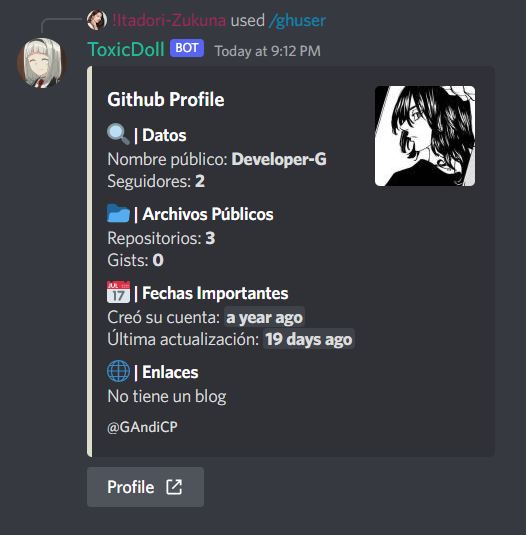 !Itadori-Zukuna used /ghuser
ToxicDoll BOT Today at 9:12 PM
Github Profile
| Datos
Nombre público: Developer-G
Seguidores: 2
| Archivos Públicos
Repositorios: 3
Gists: 0
JUL 17 | Fechas Importantes
Creó su cuenta: a year ago
Última actualización: 19 days ago
| Enlaces
No tiene un blog
@GAndiCP
Profile